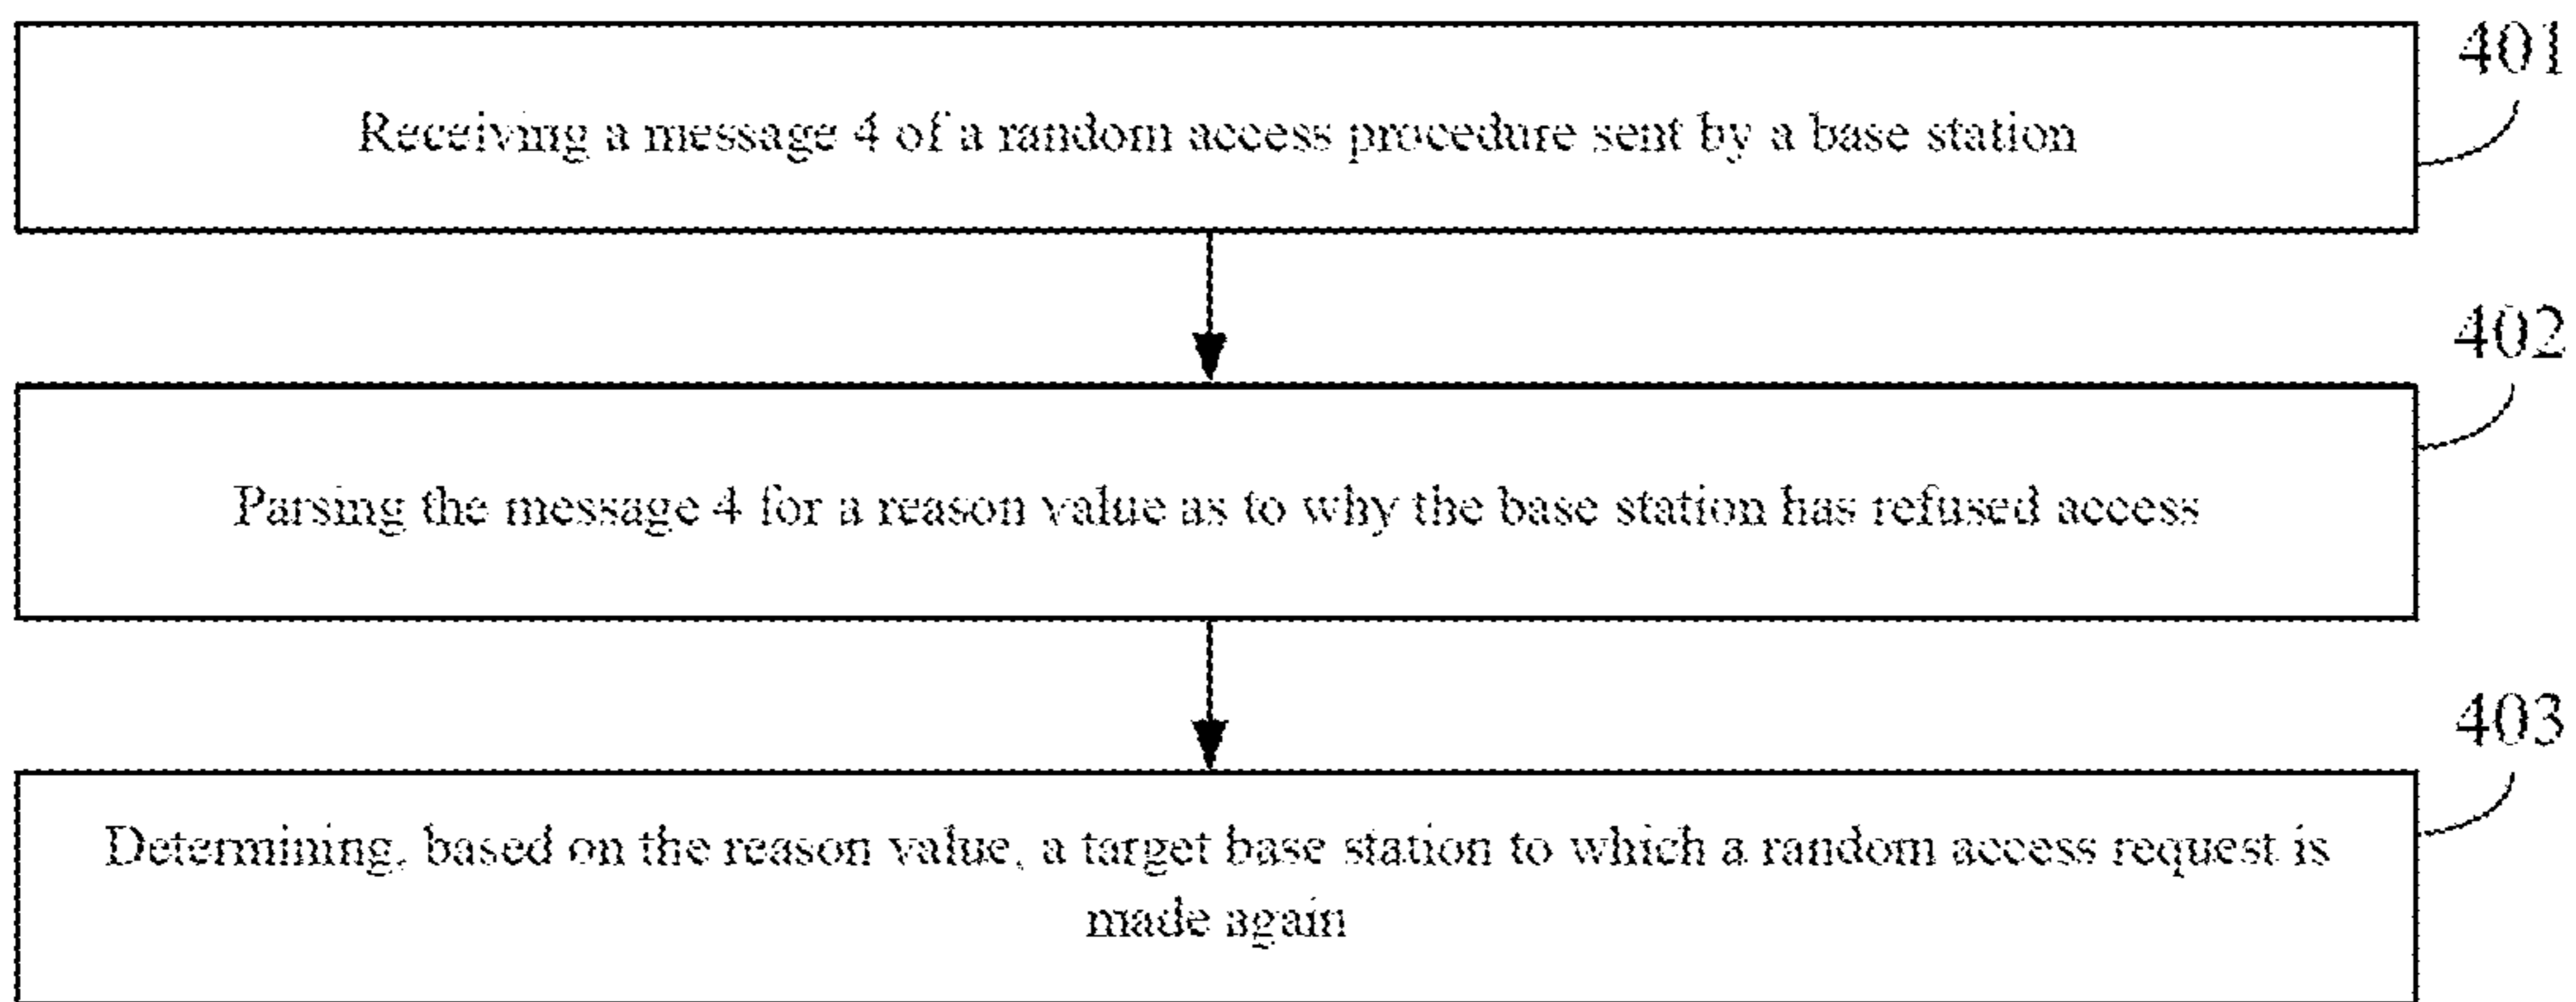 401
Receiving a message 4 of a random access procedure sent by a base station
402
Parsing the message 4 for a reason value as to why the base station has refused access
403
Determining, based on the reason value, a target base station to which a random access request is
made again